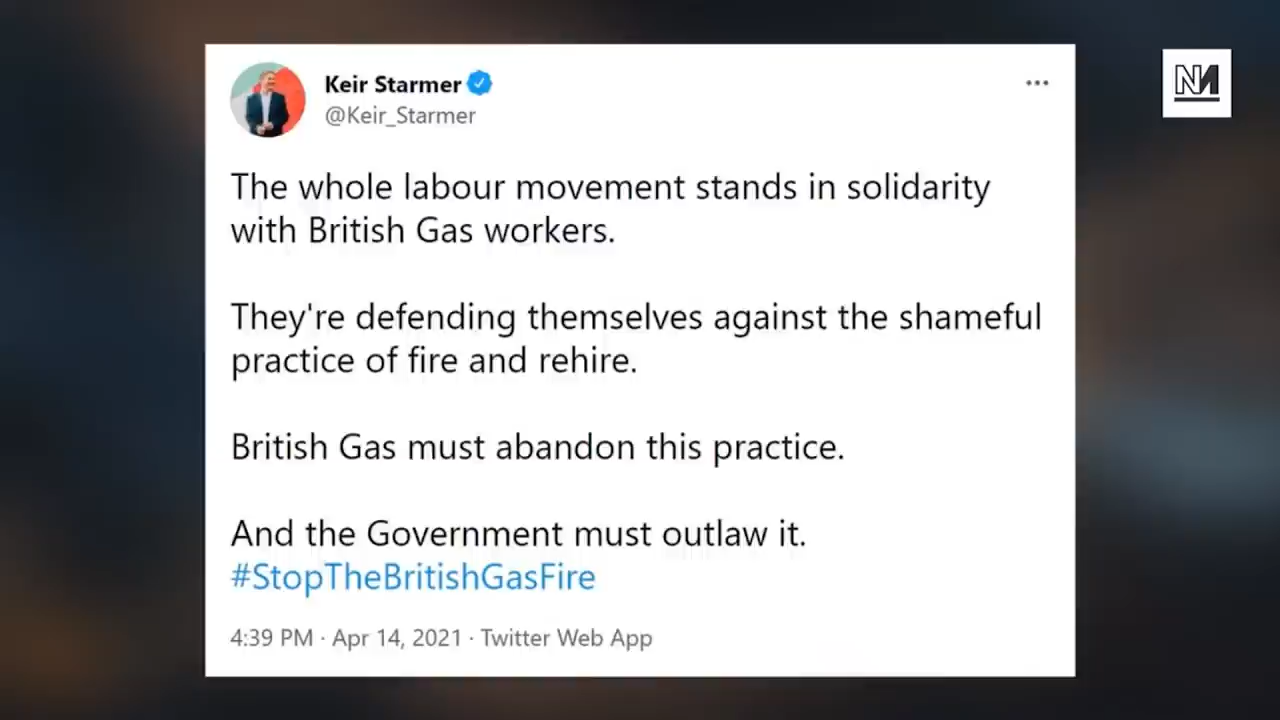 Keir Starmer
@Keir_Starmer
NM
The whole labour movement stands in solidarity
with British Gas workers.
They're defending themselves against the shameful
practice of fire and rehire.
British Gas must abandon this practice.
And the Government must outlaw it.
#StopTheBritishGasFire
4:39 PM · Apr 14, 2021 · Twitter Web App